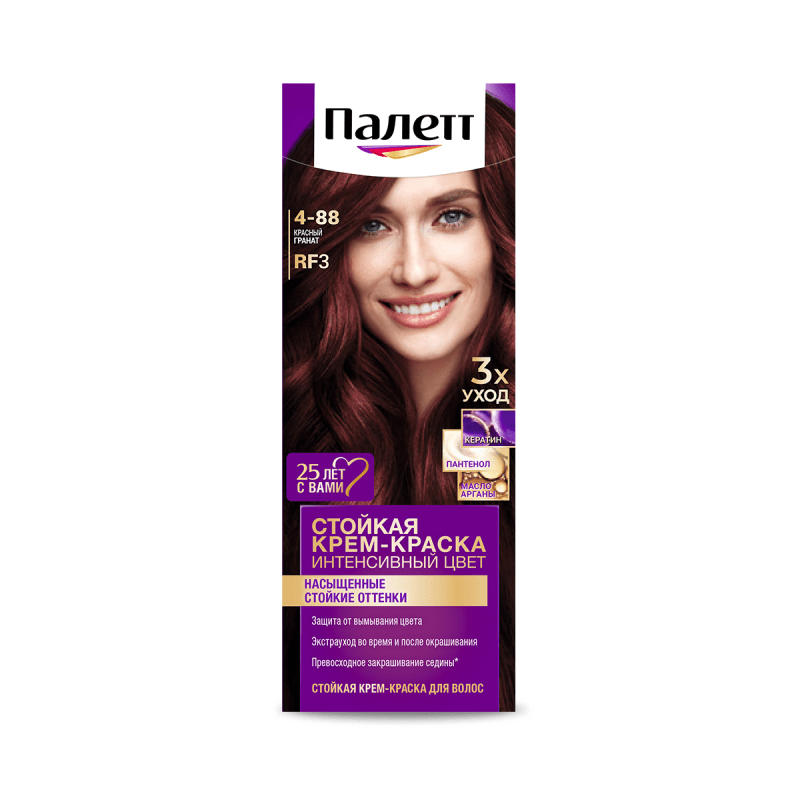 Палетт
4-88
КРАСНЫЙ
ГРАНАТ
RF3
3x
УХОД
КЕРАТИН
ПАНТЕНОЛ
МАСЛО
АРГАНЫ
25 ЛЕТ
С ВАМИ
СТОЙКАЯ
КРЕМ-КРАСКА
ИНТЕНСИВНЫЙ ЦВЕТ
НАСЫЩЕННЫЕ
СТОЙКИЕ ОТТЕНКИ
Защита от вымывания цвета
Экстрауход во время и после окрашивания
Превосходное закрашивание седины*
СТОЙКАЯ КРЕМ-КРАСКА ДЛЯ ВОЛОС